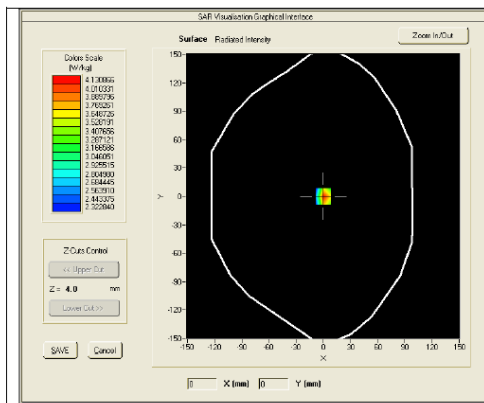 SAR Visualisation Graphical Interface
Surface Radiated Intensity
Zoom In/Out
Colors Scale
(W/kg)
4.130866
4.010331
3.889796
3.769261
3.648726
3.528191
3.407656
3.287121
3.166586
3.046051
2.925515
2.804980
2.684445
2.563910
2.443375
2.322840
150
120
90
60
30
Y
0
-30
-60
-90
-120
-150
-150 -120 -90 -60 -30 0 30 60 90 120 150
X
Z-Cuts Control
<< Upper Cut
Z = 4.0 mm
Lower Cut >>
SAVE Cancel
0 X (mm) 0 Y (mm)